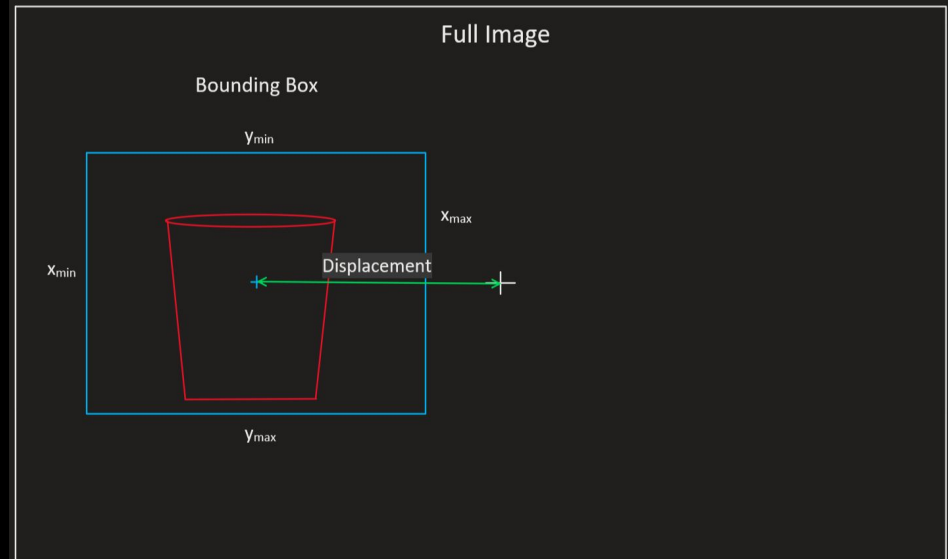 Full Image
Bounding Box
ymin
xmax
Displacement
xmin
ymax